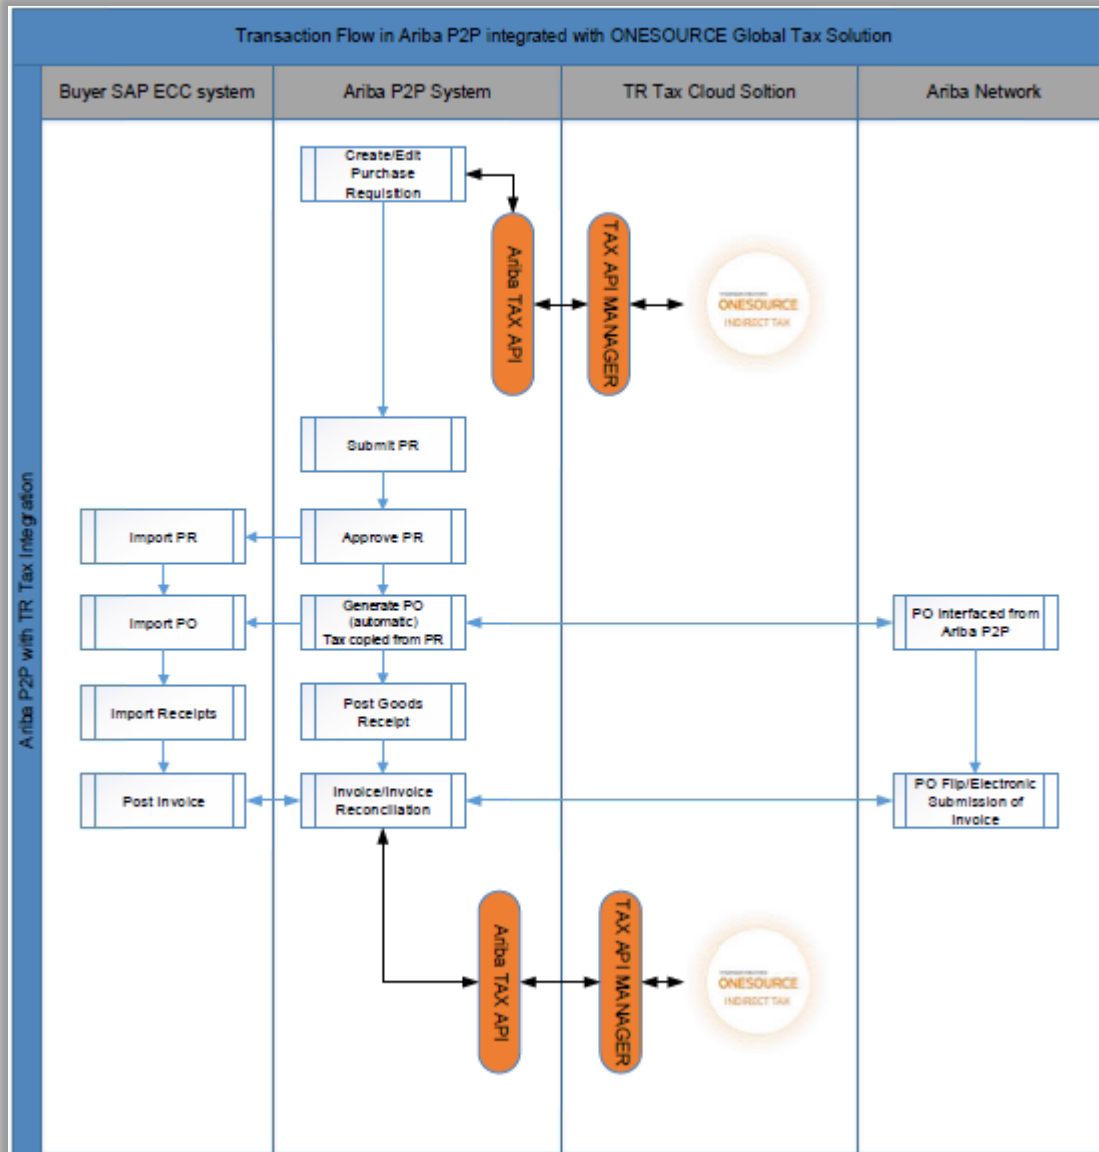 Transaction Flow in Ariba P2P integrated with ONESOURCE Global Tax Solution
Ariba P2P with TR Tax Integration
Buyer SAP ECC system
Ariba P2P System
TR Tax Cloud Soltion
Ariba Network
Create/Edit
Purchase
Requistion
Ariba TAX API
TAX API MANAGER
ONESOURCE
INDIRECT TAX
Submit PR
Import PR
Approve PR
Import PO
Generate PO
(automatic)
Tax copied from PR
PO Interfaced from
Ariba P2P
Import Receipts
Post Goods
Receipt
Post Invoice
Invoice/Invoice
Reconcilation
PO Flip/Electronic
Submission of
Invoice
Ariba TAX API
TAX API MANAGER
ONESOURCE
INDIRECT TAX